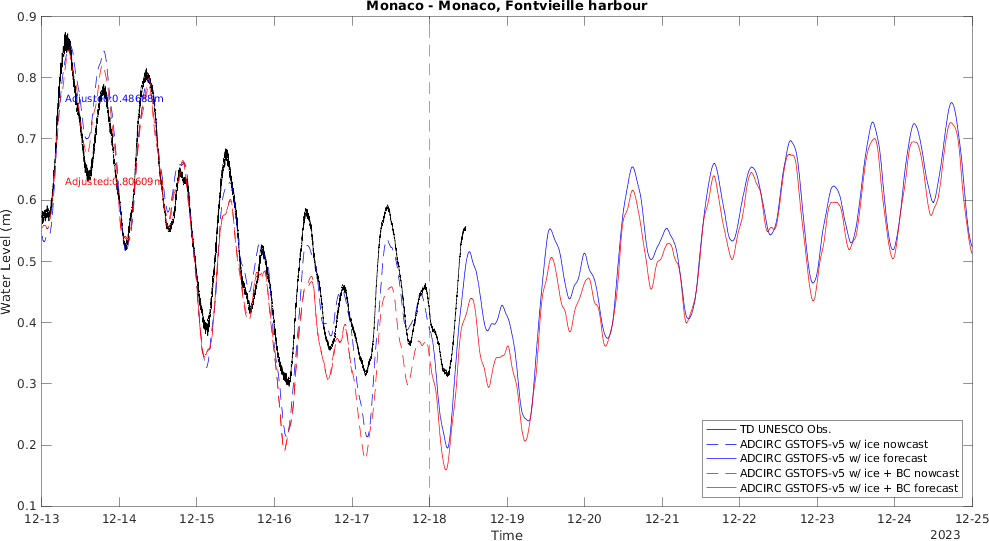 Monaco - Monaco, Fontvieille harbour
0.9
0.8
0.7
0.6
0.5
0.4
0.3
0.2
0.1
Water Level (m)
Adjusted:0.48688m
Adjusted:0.80609m
TD UNESCO Obs.
ADCIRC GSTOFS-v5 w/ ice nowcast
ADCIRC GSTOFS-v5 w/ ice forecast
ADCIRC GSTOFS-v5 w/ ice + BC nowcast
ADCIRC GSTOFS-v5 w/ ice + BC forecast
12-13 12-14 12-15 12-16 12-17 12-18 12-19 12-20 12-21 12-22 12-23 12-24 12-25
Time
2023